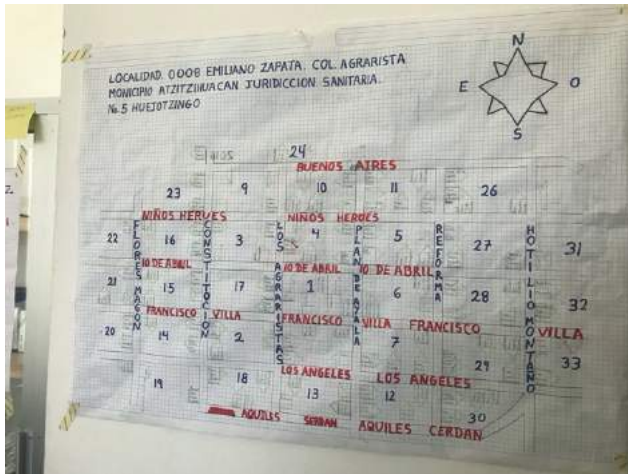 LOCALIDAD. 0008 EMILIANO ZAPATA. COL. AGRARISTA
MUNICIPIO ATZITZIHUACAN JURIDICCION SANITARIA.
No.5 HUEJOTZINGO
N
E
O
S
24
BUENOS AIRES
23 9 10 11 26
NIÑOS HERVES NIÑOS HEROES
22 16 3 4 5 27 31
10 DE ABRIL 10 DE ABRIL 10 DE ABRIL
21 15 17 1 6 28 32
FRANCISCO VILLA FRANCISCO VILLA FRANCISCO VILLA
20 14 2 7 29 33
LOS ANGELES LOS ANGELES
19 18 13 12 30
AQUILES SERDAN AQUILES CERDAN
FLORES MAGON
CONSTITUCION
LOS AGRARISTAS
PLAN DE AYALA
REFORMA
HOTILIO MONTAÑO